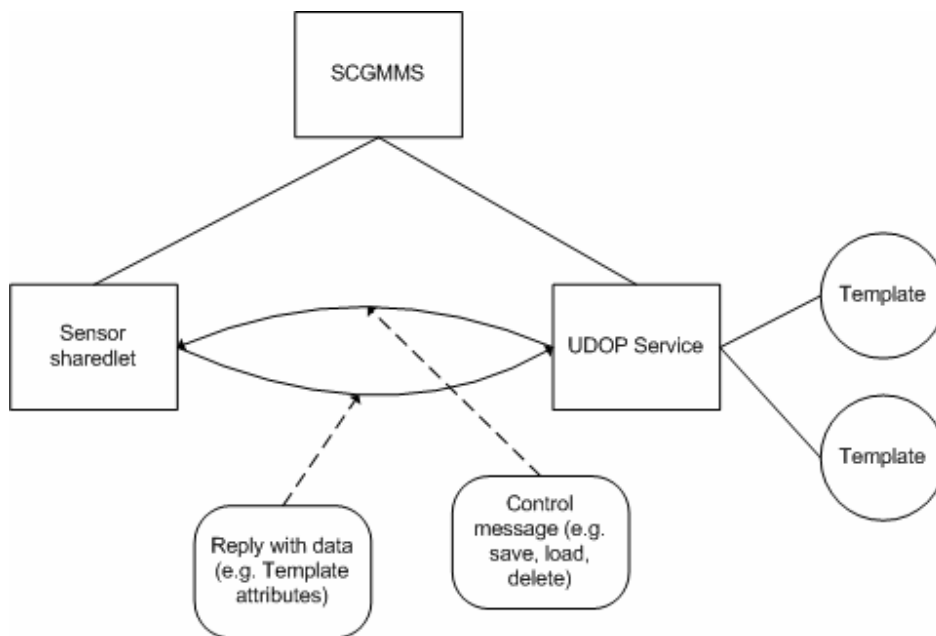 SCGMMS
Sensor
sharedlet
UDOP Service
Template
Template
Control
message (e.g.
save, load,
delete)
Reply with data
(e.g. Template
attributes)